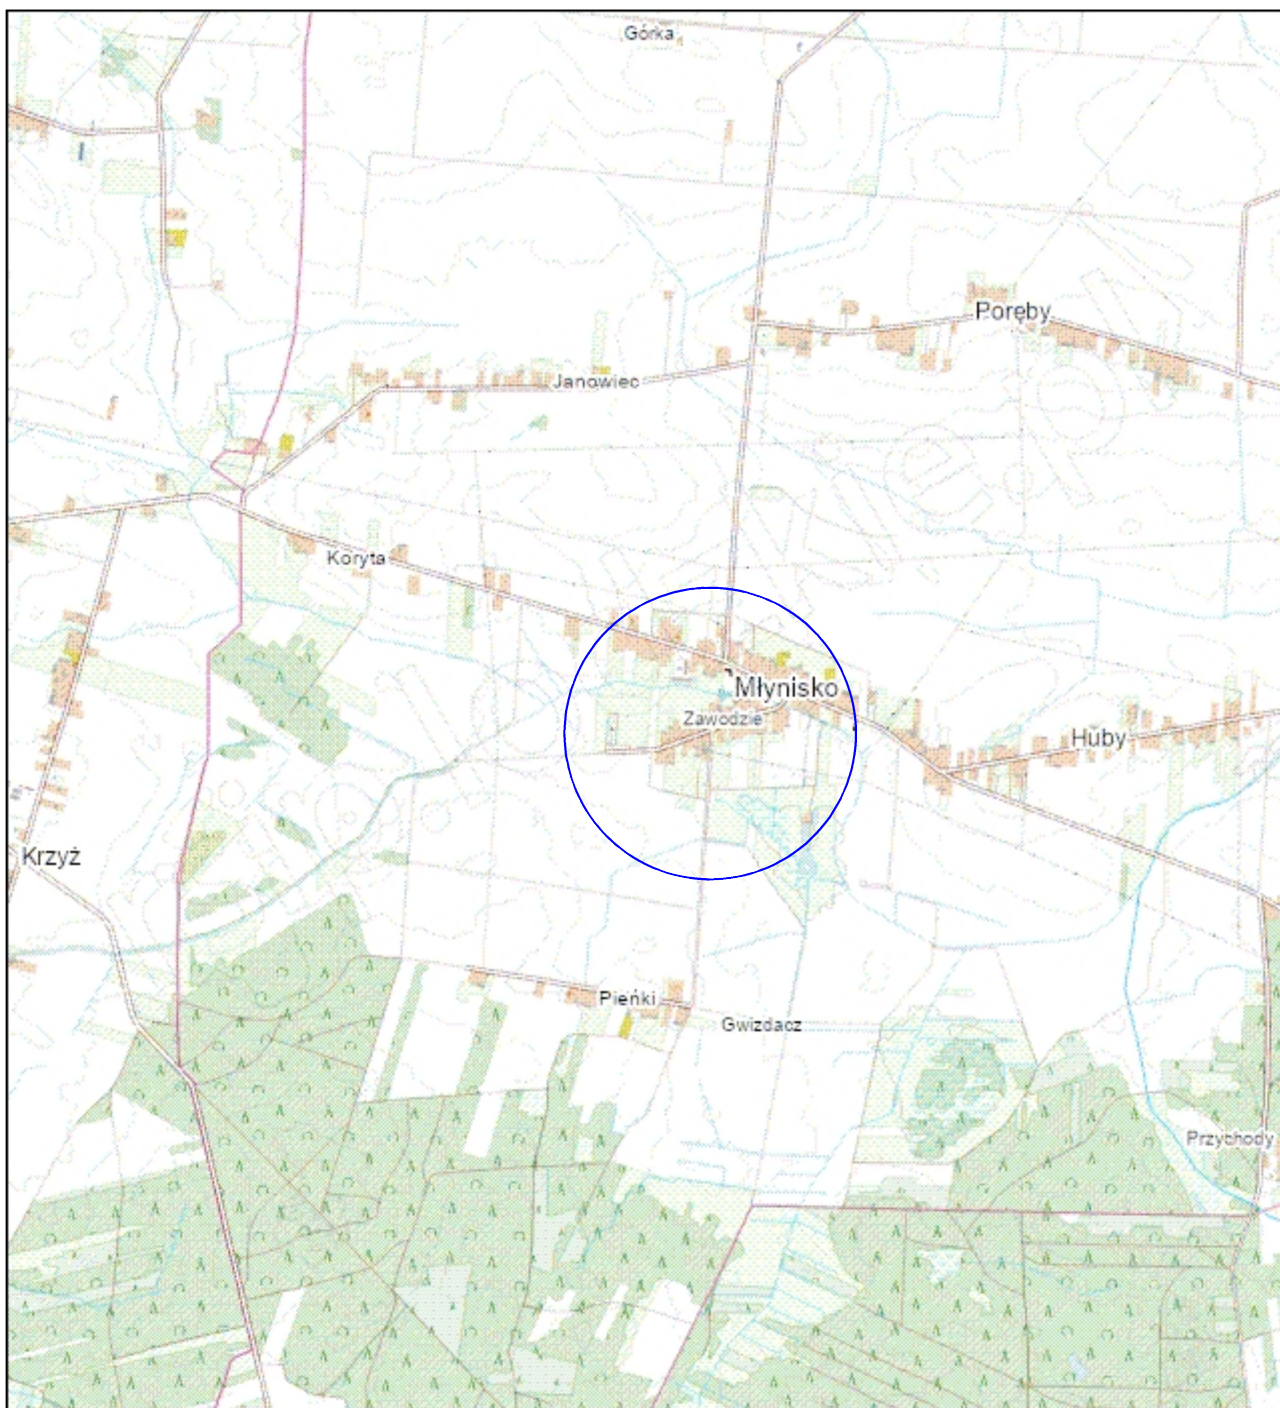 Górka
Poręby
Janowiec
Koryta
Młynisko
Zawodzie
Huby
Krzyż
Pieńki
Gwizdacz
Przychody